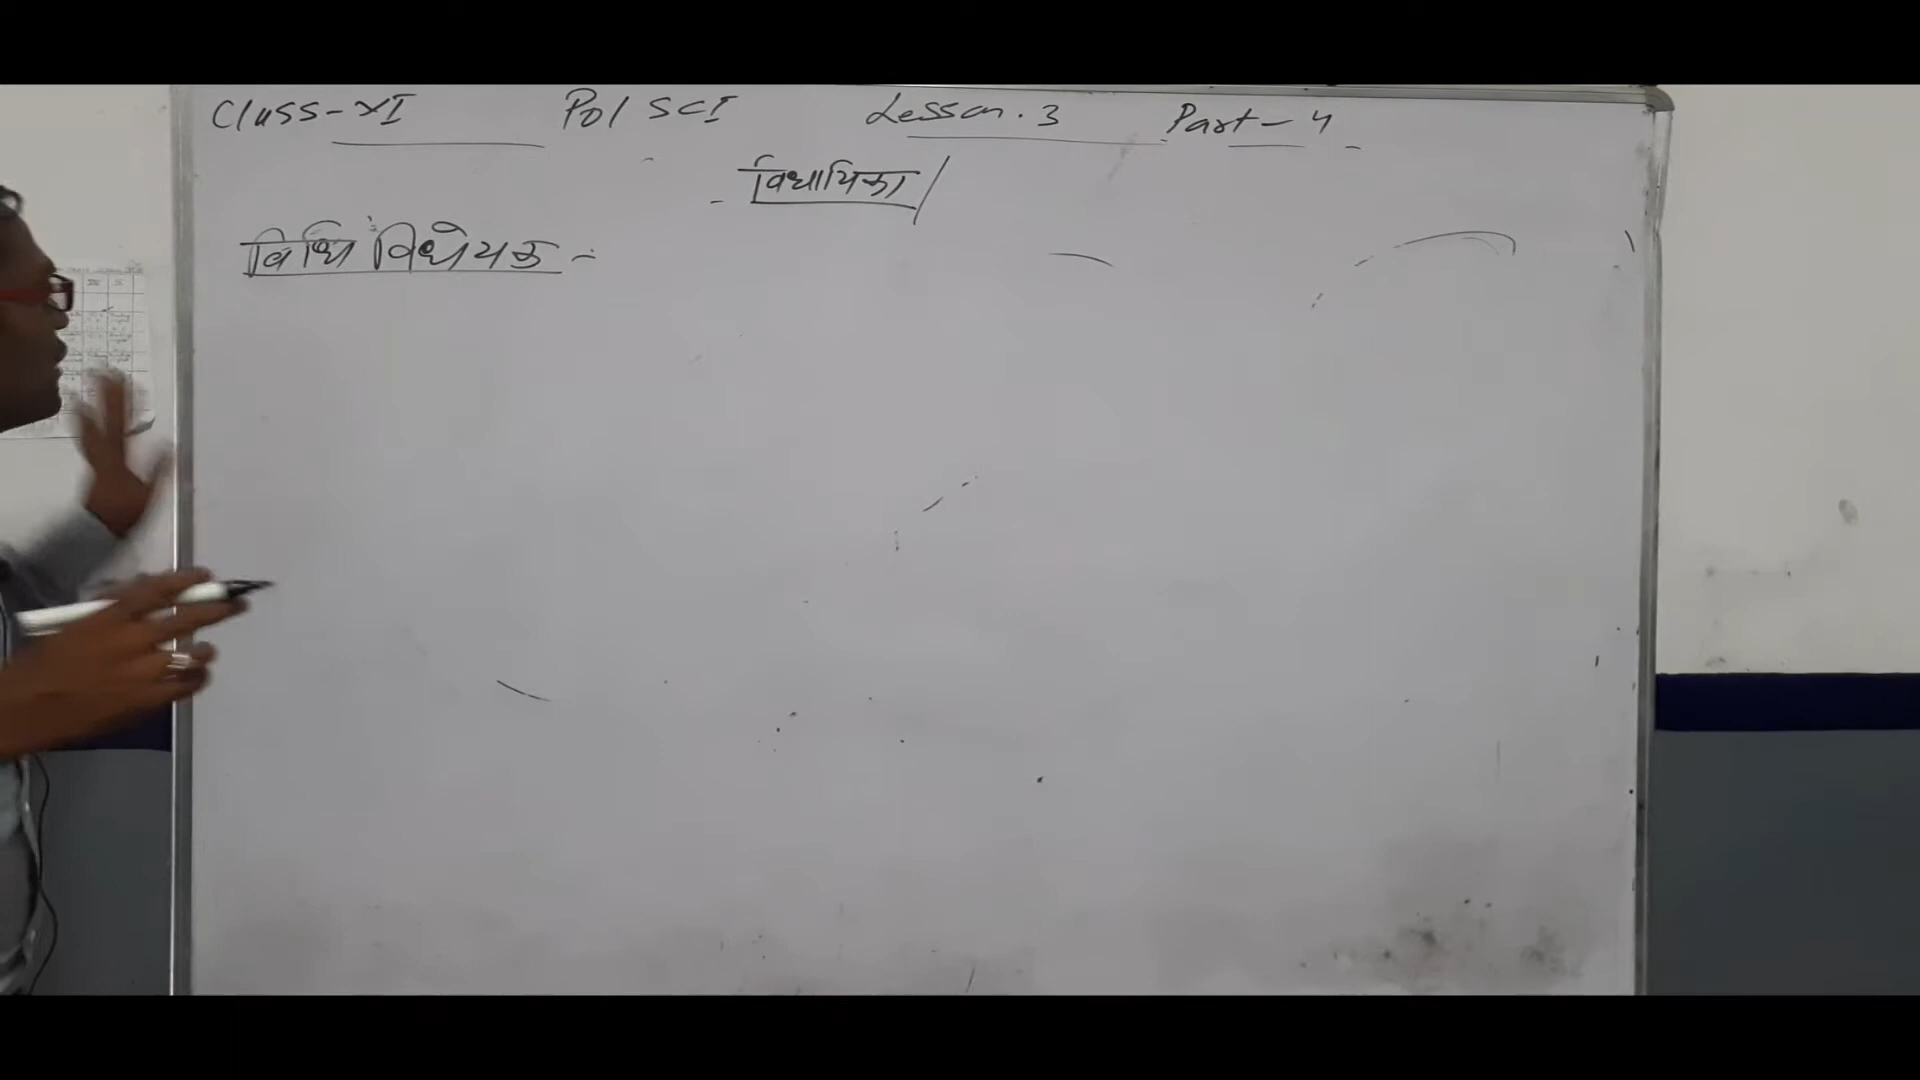 Class-XI Pol SCI Lesson.3 Part-4
विधायिका
विधि विधेयक -